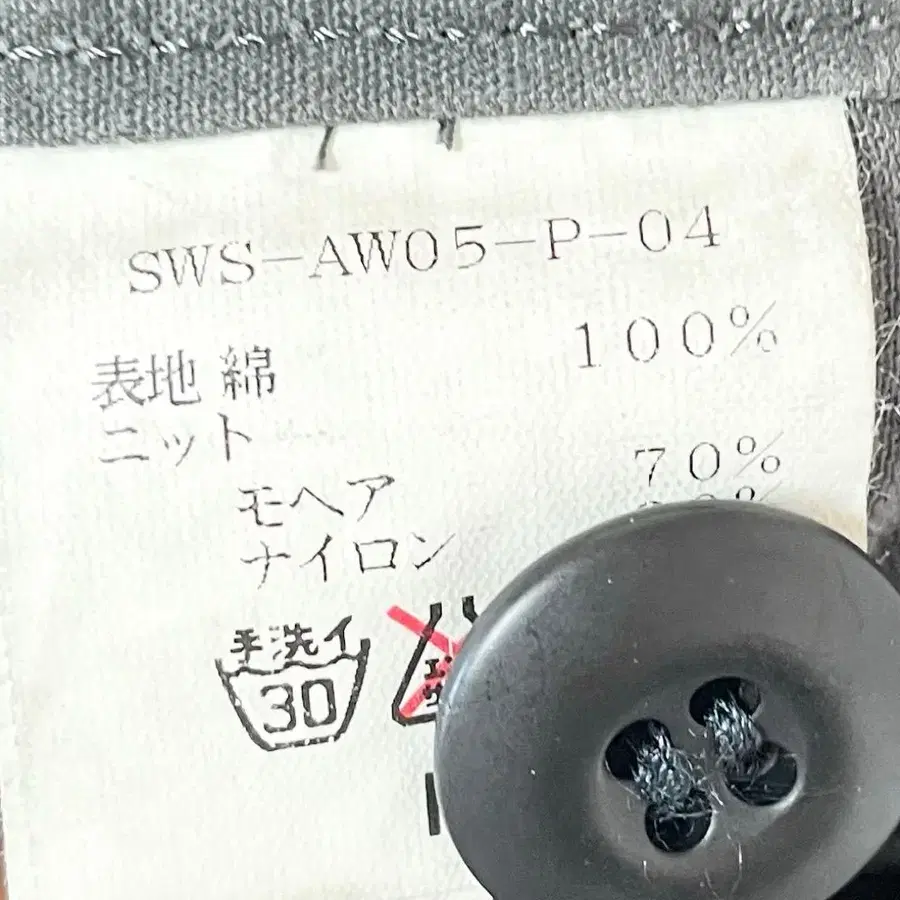 SWS-AW05-P-04
表地 綿 100%
ニット
モヘア 70%
ナイロン
手洗イ
30